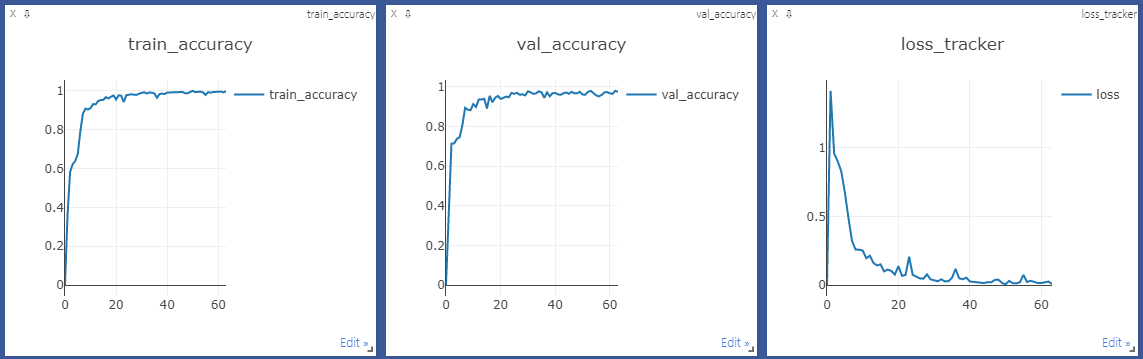 X train_accuracy
train_accuracy
train_accuracy
1
0.8
0.6
0.4
0.2
0
0 20 40 60
Edit »
X val_accuracy
val_accuracy
val_accuracy
1
0.8
0.6
0.4
0.2
0
0 20 40 60
Edit »
X loss_tracker
loss_tracker
loss
1
0.5
0
0 20 40 60
Edit »